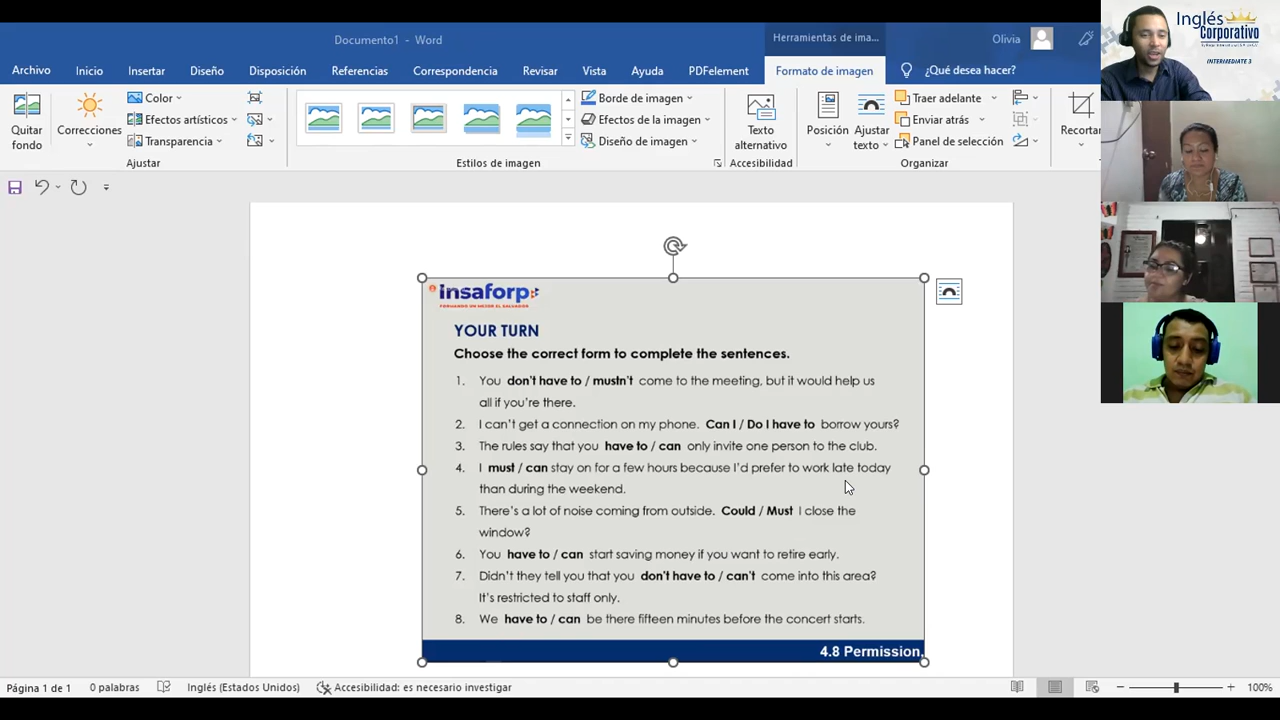 Documento1 - Word
Herramientas de ima...
Olivia
Inglés
Corporativo
INTERMEDIATE 3
Archivo
Inicio
Insertar
Diseño
Disposición
Referencias
Correspondencia
Revisar
Vista
Ayuda
PDFelement
Formato de imagen
¿Qué desea hacer?
Quitar fondo
Correcciones
Color
Efectos artísticos
Transparencia
Ajustar
Estilos de imagen
Borde de imagen
Efectos de la imagen
Diseño de imagen
Texto alternativo
Accesibilidad
Posición
Ajustar texto
Traer adelante
Enviar atrás
Panel de selección
Organizar
Recortar
insaforp
YOUR TURN
Choose the correct form to complete the sentences.
1. You don't have to / mustn't come to the meeting, but it would help us
all if you're there.
2. I can't get a connection on my phone. Can I / Do I have to borrow yours?
3. The rules say that you have to / can only invite one person to the club.
4. I must / can stay on for a few hours because I'd prefer to work late today
than during the weekend.
5. There's a lot of noise coming from outside. Could / Must I close the
window?
6. You have to / can start saving money if you want to retire early.
7. Didn't they tell you that you don't have to / can't come into this area?
It's restricted to staff only.
8. We have to / can be there fifteen minutes before the concert starts.
4.8 Permission,
Página 1 de 1
0 palabras
Inglés (Estados Unidos)
Accesibilidad: es necesario investigar
100%